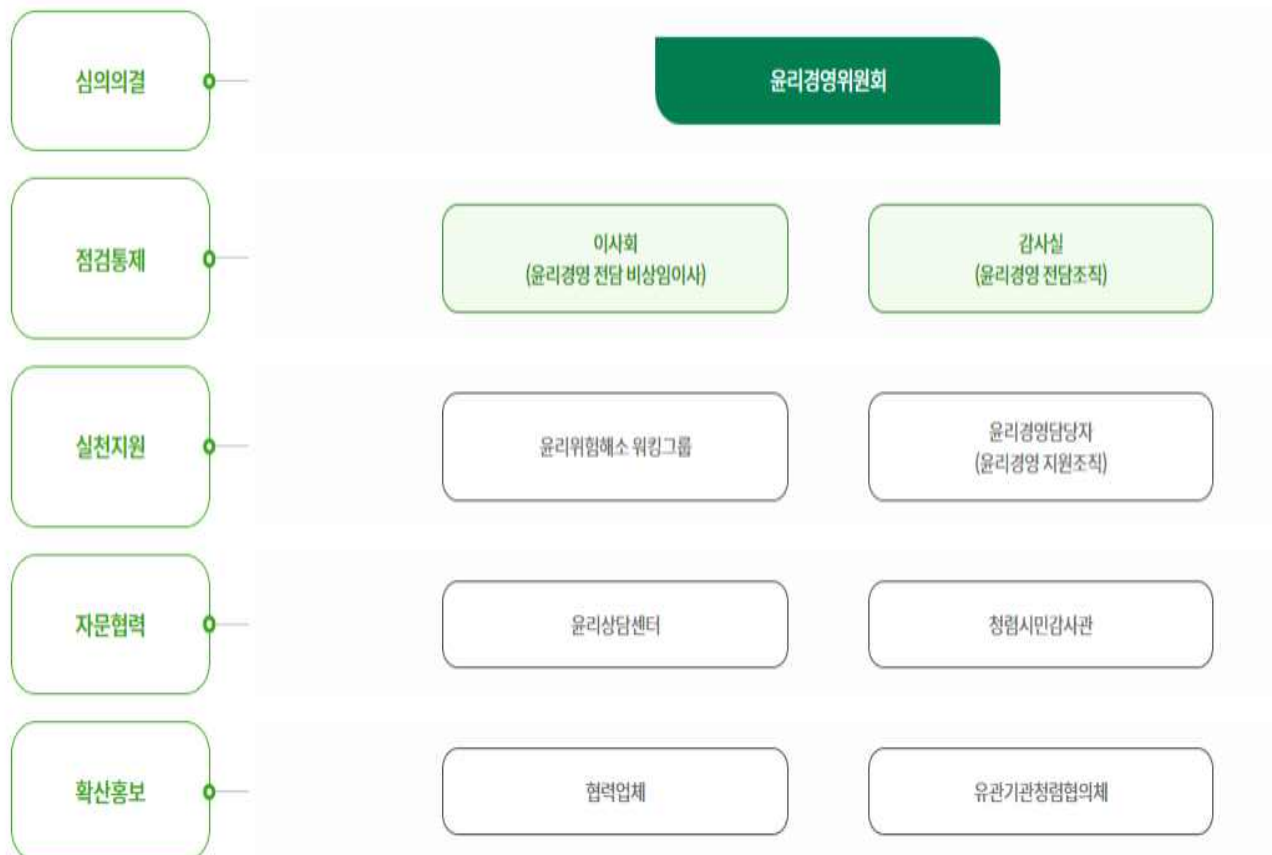 심의의결
윤리경영위원회
점검통제
이사회
(윤리경영 전담 비상임이사)
감사실
(윤리경영 전담조직)
실천지원
윤리위험해소 워킹그룹
윤리경영담당자
(윤리경영 지원조직)
자문협력
윤리상담센터
청렴시민감사관
확산홍보
협력업체
유관기관청렴협의체